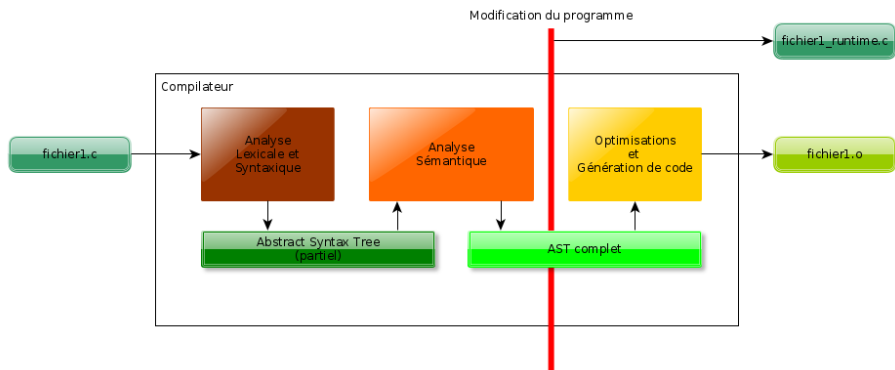 Modification du programme
fichier1_runtime.c
Compilateur
fichier1.c
Analyse
Lexicale et
Syntaxique
Analyse
Sémantique
Optimisations
et
Génération de code
fichier1.o
Abstract Syntax Tree
(partiel)
AST complet